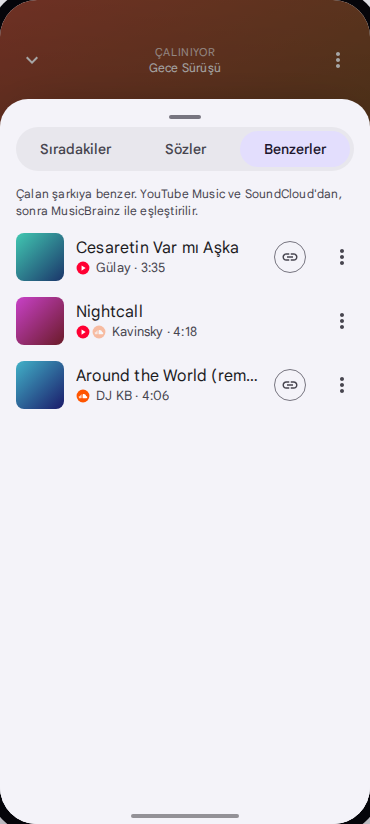 ÇALINIYOR
Gece Sürüşü
Sıradakiler
Sözler
Benzerler
Çalan şarkıya benzer. YouTube Music ve SoundCloud'dan,
sonra MusicBrainz ile eşleştirilir.
Cesaretin Var mı Aşka
Gülay · 3:35
Nightcall
Kavinsky · 4:18
Around the World (rem...
DJ KB · 4:06